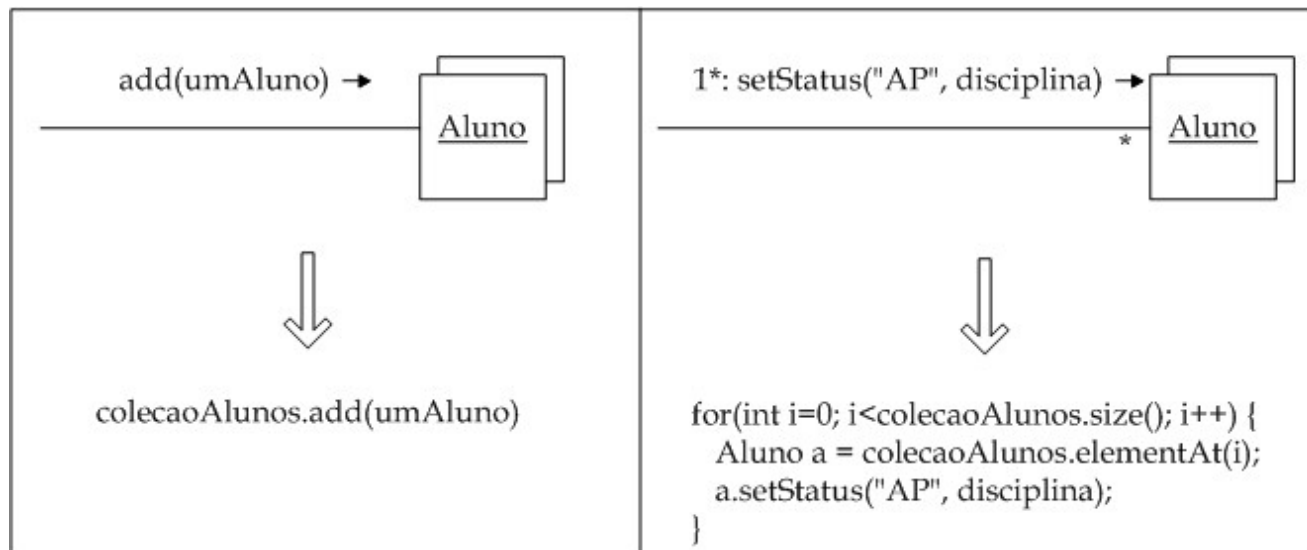 add(umAluno) →
Aluno
colecaoAlunos.add(umAluno)
1*: setStatus("AP", disciplina) →
Aluno
*
for(int i=0; i<colecaoAlunos.size(); i++) {
Aluno a = colecaoAlunos.elementAt(i);
a.setStatus("AP", disciplina);
}